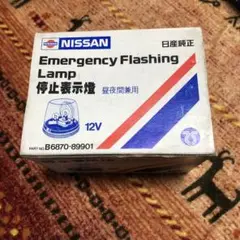 NISSAN 日産純正
Emergency Flashing
Lamp
停止表示燈 昼夜間兼用
12V
PART NO. B6870-89901